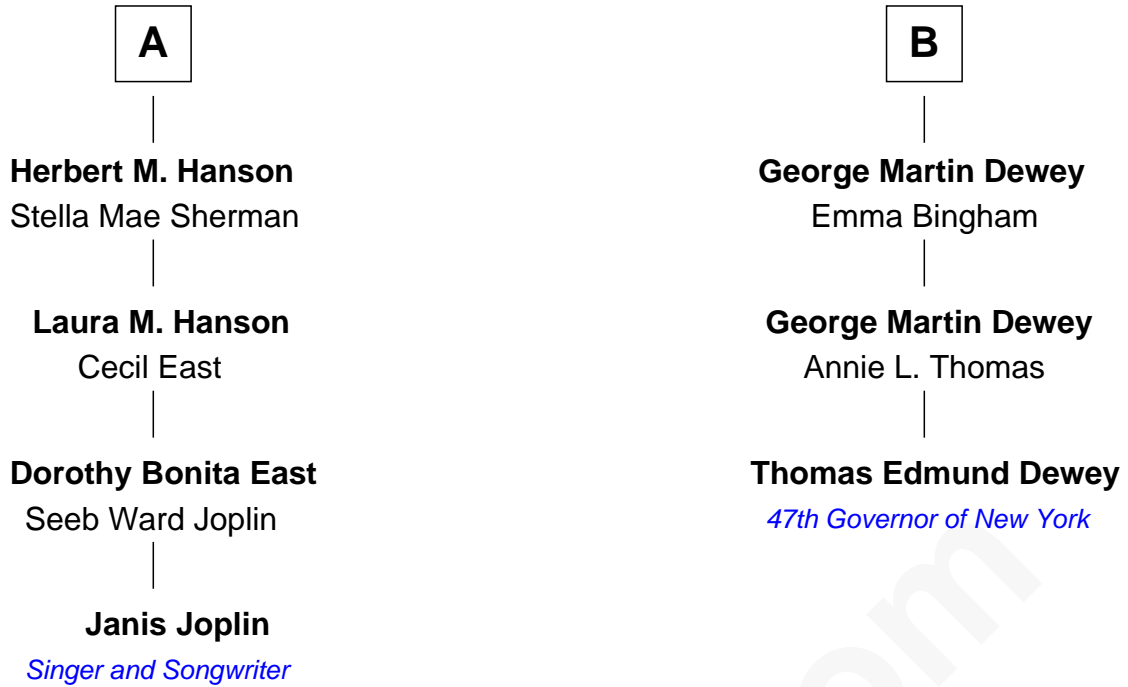 A
Herbert M. Hanson
Stella Mae Sherman
Laura M. Hanson
Cecil East
Dorothy Bonita East
Seeb Ward Joplin
Janis Joplin
Singer and Songwriter
B
George Martin Dewey
Emma Bingham
George Martin Dewey
Annie L. Thomas
Thomas Edmund Dewey
47th Governor of New York
om